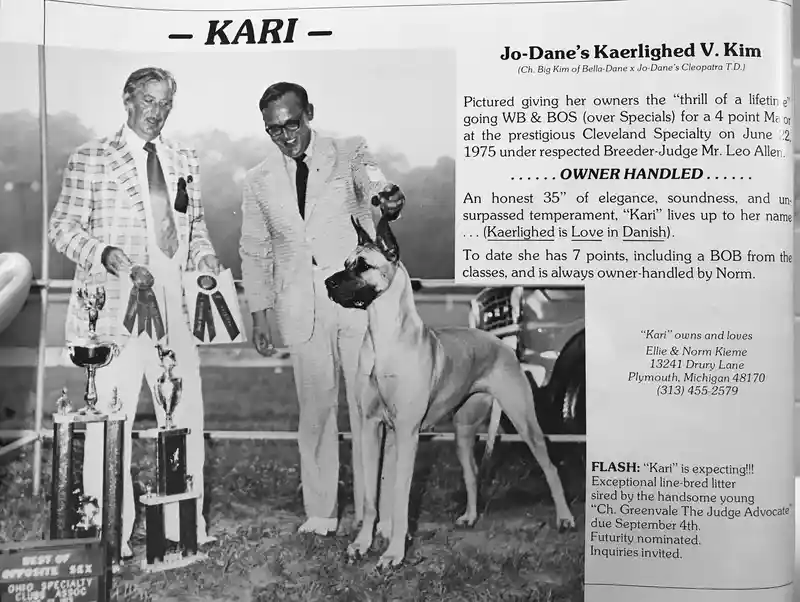 – KARI –
Jo-Dane's Kaerlighed V. Kim
(Ch. Big Kim of Bella-Dane x Jo-Dane's Cleopatra T.D.)
Pictured giving her owners the "thrill of a lifetime"
going WB & BOS (over Specials) for a 4 point Major
at the prestigious Cleveland Specialty on June 22,
1975 under respected Breeder-Judge Mr. Leo Allen.
...... OWNER HANDLED ......
An honest 35" of elegance, soundness, and un-
surpassed temperament, "Kari" lives up to her name
... (Kaerlighed is Love in Danish).
To date she has 7 points, including a BOB from the
classes, and is always owner-handled by Norm.
"Kari" owns and loves
Ellie & Norm Kieme
13241 Drury Lane
Plymouth, Michigan 48170
(313) 455-2579
FLASH: "Kari" is expecting!!!
Exceptional line-bred litter
sired by the handsome young
"Ch. Greenvale The Judge Advocate"
due September 4th.
Futurity nominated.
Inquiries invited.
BEST OF
OPPOSITE SEX
OHIO SPECIALTY
CLUBS ASSOC